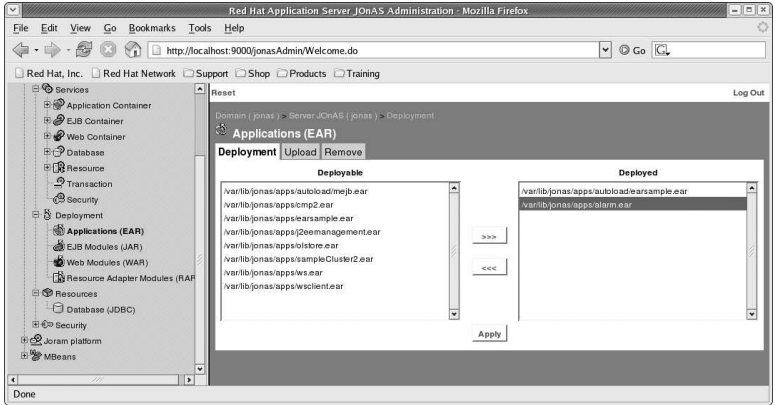 Red Hat Application Server JOnAS Administration - Mozilla Firefox
File Edit View Go Bookmarks Tools Help
http://localhost:9000/jonasAdmin/Welcome.do
Go
Red Hat, Inc. Red Hat Network Support Shop Products Training
Services
Application Container
EJB Container
Web Container
Database
Resource
Transaction
Security
Deployment
Applications (EAR)
EJB Modules (JAR)
Web Modules (WAR)
Resource Adapter Modules (RAR
Resources
Database (JDBC)
Security
Joram platform
MBeans
Reset Log Out
Domain ( jonas ) > Server JOnAS ( jonas ) > Deployment
Applications (EAR)
Deployment Upload Remove
Deployable
/var/lib/jonas/apps/autoload/mejb.ear
/var/lib/jonas/apps/cmp2.ear
/var/lib/jonas/apps/earsample.ear
/var/lib/jonas/apps/j2eemanagement.ear
/var/lib/jonas/apps/olstore.ear
/var/lib/jonas/apps/sampleCluster2.ear
/var/lib/jonas/apps/ws.ear
/var/lib/jonas/apps/wsclient.ear
>>>
<<<
Apply
Deployed
/var/lib/jonas/apps/autoload/earsample.ear
/var/lib/jonas/apps/alarm.ear
Done